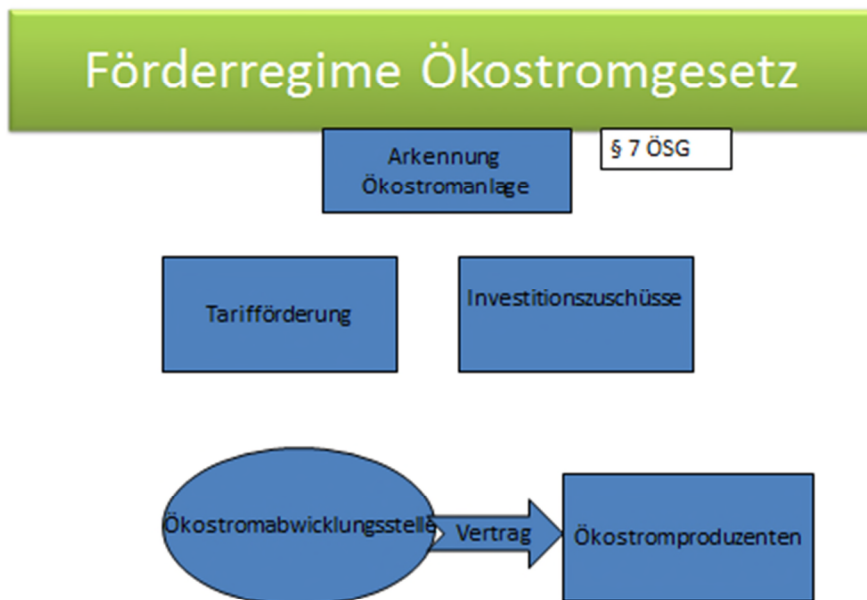 Förderregime Ökostromgesetz
Arkennung
Ökostromanlage
§ 7 ÖSG
Tarifförderung
Investitionszuschüsse
Ökostromabwicklungsstelle
Vertrag
Ökostromproduzenten